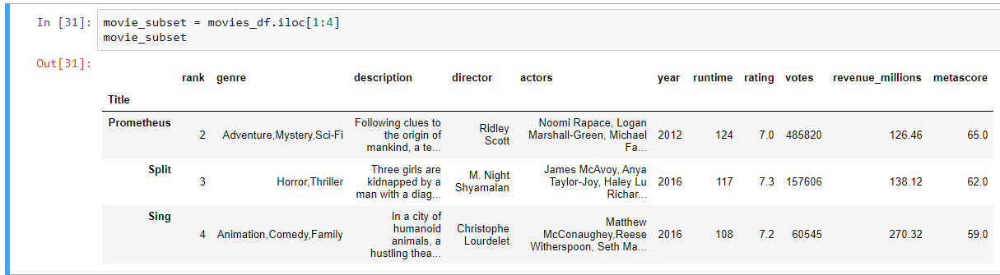 In [31]: movie_subset = movies_df.iloc[1:4]
movie_subset
Out[31]:
rank genre description director actors year runtime rating votes revenue_millions metascore
Title
Prometheus 2 Adventure,Mystery,Sci-Fi Following clues to the origin of mankind, a te... Ridley Scott Noomi Rapace, Logan Marshall-Green, Michael Fa... 2012 124 7.0 485820 126.46 65.0
Split 3 Horror,Thriller Three girls are kidnapped by a man with a diag... M. Night Shyamalan James McAvoy, Anya Taylor-Joy, Haley Lu Richar... 2016 117 7.3 157606 138.12 62.0
Sing 4 Animation,Comedy,Family In a city of humanoid animals, a hustling thea... Christophe Lourdelet Matthew McConaughey,Reese Witherspoon, Seth Ma... 2016 108 7.2 60545 270.32 59.0